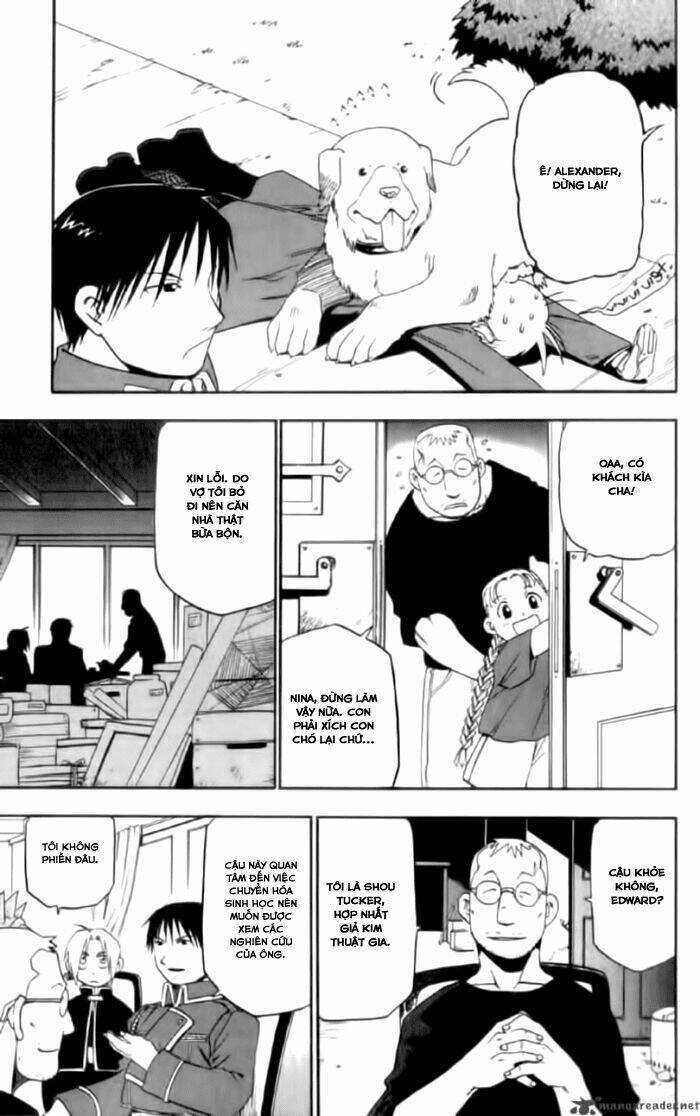 Ê! ALEXANDER,
DỪNG LẠI!
OAA, CÓ
KHÁCH KÌA
CHA!
NINA, ĐỪNG LÀM
VẬY NỮA. CON
PHẢI XÍCH CON
CHÓ LẠI CHỨ...
XIN LỖI. DO
VỢ TÔI BỎ
ĐI NÊN CĂN
NHÀ THẬT
BỪA BỘN.
CẬU KHỎE
KHÔNG,
EDWARD?
TÔI LÀ SHOU
TUCKER,
HỢP NHẤT
GIẢ KIM
THUẬT GIA.
CẬU NÀY QUAN
TÂM ĐẾN VIỆC
CHUYỂN HÓA
SINH HỌC NÊN
MUỐN ĐƯỢC
XEM CÁC
NGHIÊN CỨU
CỦA ÔNG.
TÔI KHÔNG
PHIỀN ĐÂU.
mangareader.net